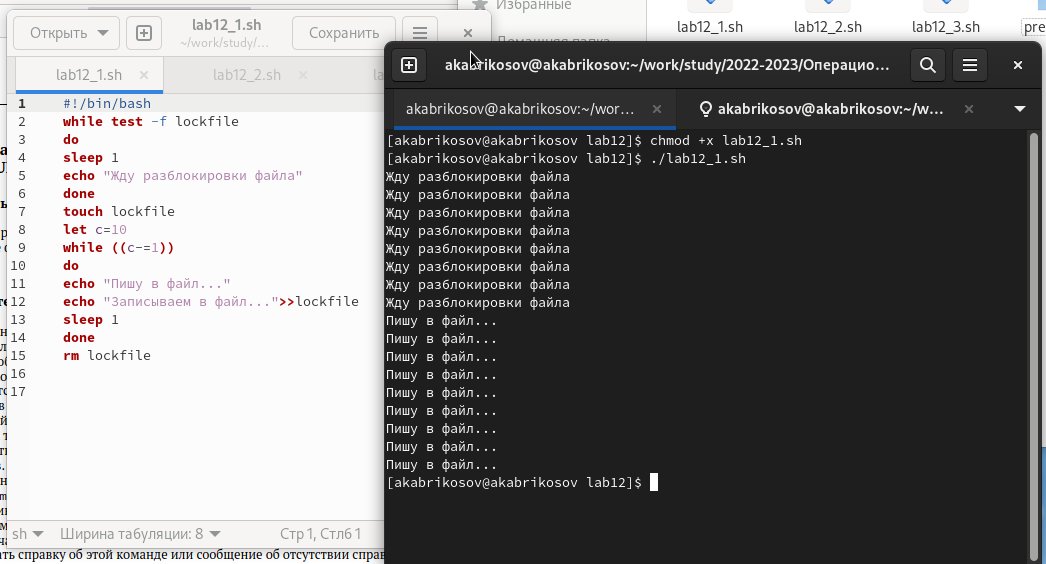 Избранные
Домашняя папка
lab12_1.sh
lab12_2.sh
lab12_3.sh
pre
Открыть
lab12_1.sh
~/work/study/...
Сохранить
lab12_1.sh
lab12_2.sh
la
1 #!/bin/bash
2 while test -f lockfile
3 do
4 sleep 1
5 echo "Жду разблокировки файла"
6 done
7 touch lockfile
8 let c=10
9 while ((c-=1))
10 do
11 echo "Пишу в файл..."
12 echo "Записываем в файл...">>lockfile
13 sleep 1
14 done
15 rm lockfile
16
17
sh
Ширина табуляции: 8
Стр 1, Стлб 1
ать справку об этой команде или сообщение об отсутствии справ
akabrikosov@akabrikosov:~/work/study/2022-2023/Операцио...
akabrikosov@akabrikosov:~/wor...
akabrikosov@akabrikosov:~/w...
[akabrikosov@akabrikosov lab12]$ chmod +x lab12_1.sh
[akabrikosov@akabrikosov lab12]$ ./lab12_1.sh
Жду разблокировки файла
Жду разблокировки файла
Жду разблокировки файла
Жду разблокировки файла
Жду разблокировки файла
Жду разблокировки файла
Жду разблокировки файла
Жду разблокировки файла
Пишу в файл...
Пишу в файл...
Пишу в файл...
Пишу в файл...
Пишу в файл...
Пишу в файл...
Пишу в файл...
Пишу в файл...
Пишу в файл...
[akabrikosov@akabrikosov lab12]$